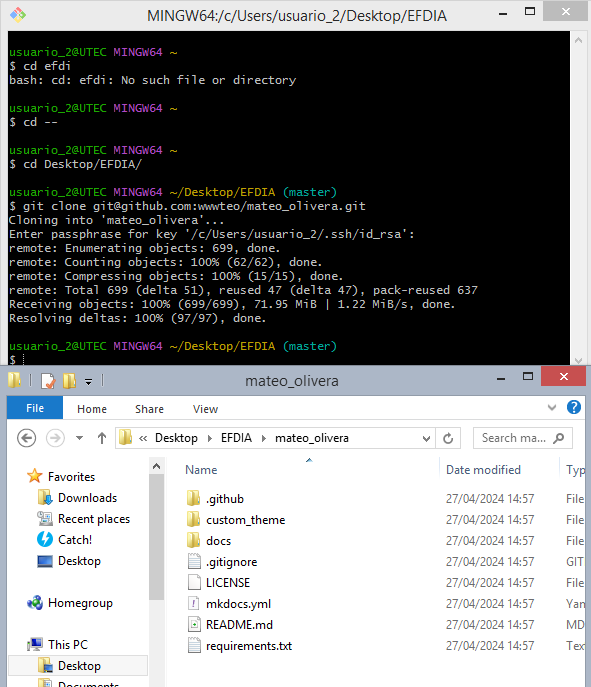 MINGW64:/c/Users/usuario_2/Desktop/EFDIA
usuario_2@UTEC MINGW64 ~
$ cd efdi
bash: cd: efdi: No such file or directory
usuario_2@UTEC MINGW64 ~
$ cd --
usuario_2@UTEC MINGW64 ~
$ cd Desktop/EFDIA/
usuario_2@UTEC MINGW64 ~/Desktop/EFDIA (master)
$ git clone git@github.com:wwwteo/mateo_olivera.git
Cloning into 'mateo_olivera'...
Enter passphrase for key '/c/Users/usuario_2/.ssh/id_rsa':
remote: Enumerating objects: 699, done.
remote: Counting objects: 100% (62/62), done.
remote: Compressing objects: 100% (15/15), done.
remote: Total 699 (delta 51), reused 47 (delta 47), pack-reused 637
Receiving objects: 100% (699/699), 71.95 MiB | 1.22 MiB/s, done.
Resolving deltas: 100% (97/97), done.
usuario_2@UTEC MINGW64 ~/Desktop/EFDIA (master)
$
mateo_olivera
File Home Share View
« Desktop EFDIA mateo_olivera Search ma...
Name Date modified Typ
Favorites
Downloads
Recent places
Catch!
Desktop
Homegroup
This PC
Desktop
Documents
.github 27/04/2024 14:57 File
custom_theme 27/04/2024 14:57 File
docs 27/04/2024 14:57 File
.gitignore 27/04/2024 14:57 GIT
LICENSE 27/04/2024 14:57 File
mkdocs.yml 27/04/2024 14:57 Yan
README.md 27/04/2024 14:57 MD
requirements.txt 27/04/2024 14:57 Text